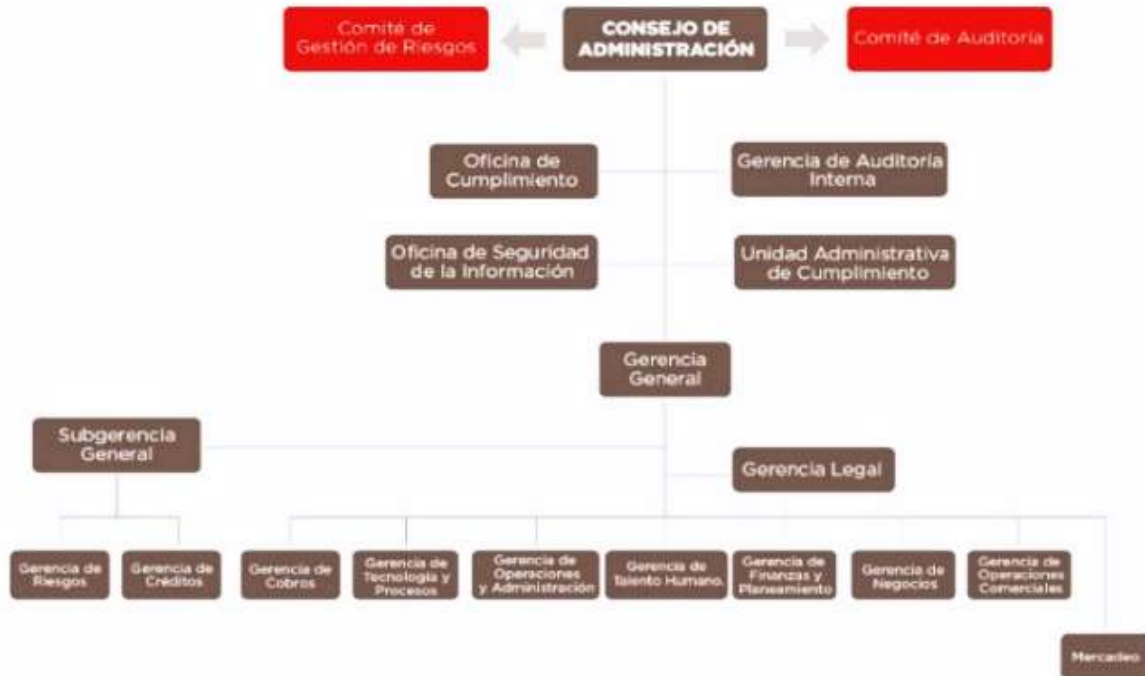 Comité de
Gestión de Riesgos
CONSEJO DE
ADMINISTRACIÓN
Comité de Auditoría
Oficina de
Cumplimiento
Gerencia de Auditoría
Interna
Oficina de Seguridad
de la Información
Unidad Administrativa
de Cumplimiento
Gerencia
General
Subgerencia
General
Gerencia Legal
Gerencia de
Riesgos
Gerencia de
Créditos
Gerencia de
Cobros
Gerencia de
Tecnología y
Procesos
Gerencia de
Operaciones
y Administración
Gerencia de
Talento Humano.
Gerencia de
Finanzas y
Planeamiento
Gerencia de
Negocios
Gerencia de
Operaciones
Comerciales
Mercadeo